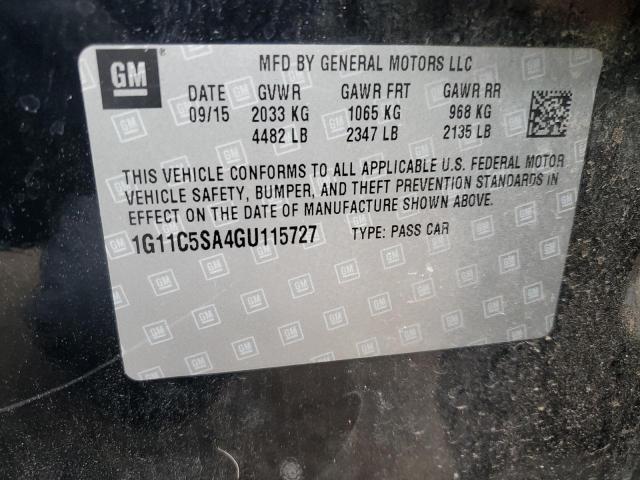 GM
MFD BY GENERAL MOTORS LLC
DATE GVWR GAWR FRT GAWR RR
09/15 2033 KG 1065 KG 968 KG
4482 LB 2347 LB 2135 LB
THIS VEHICLE CONFORMS TO ALL APPLICABLE U.S. FEDERAL MOTOR
VEHICLE SAFETY, BUMPER, AND THEFT PREVENTION STANDARDS IN
EFFECT ON THE DATE OF MANUFACTURE SHOWN ABOVE.
1G11C5SA4GU115727 TYPE: PASS CAR